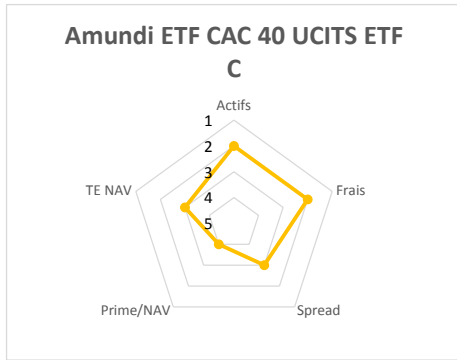 Amundi ETF CAC 40 UCITS ETF
C
Actifs
1
2
3
4
5
TE NAV
Frais
Prime/NAV
Spread